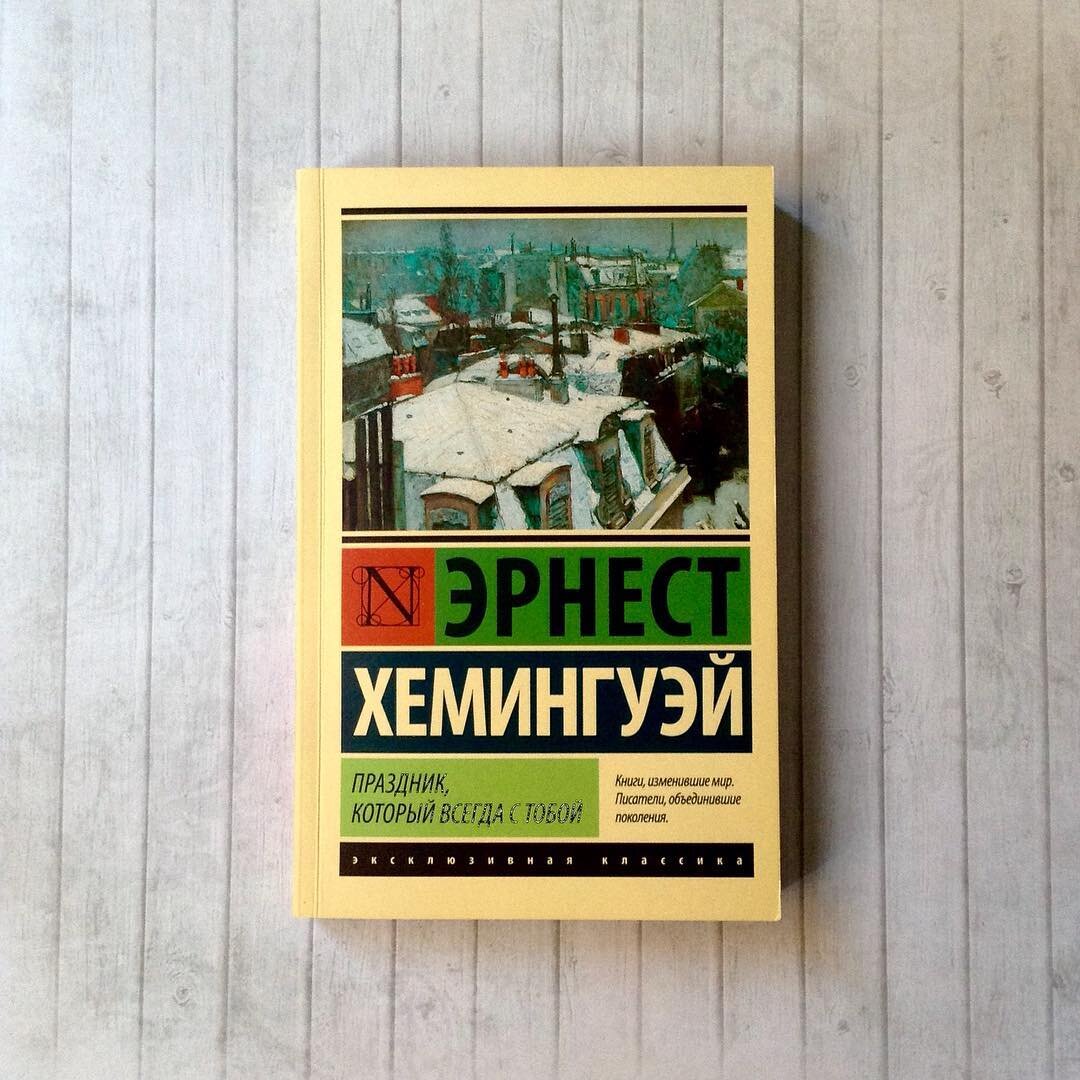 N
ЭРНЕСТ
ХЕМИНГУЭЙ
ПРАЗДНИК,
КОТОРЫЙ ВСЕГДА С ТОБОЙ
Книги, изменившие мир.
Писатели, объединившие
поколения.
эксклюзивная классика